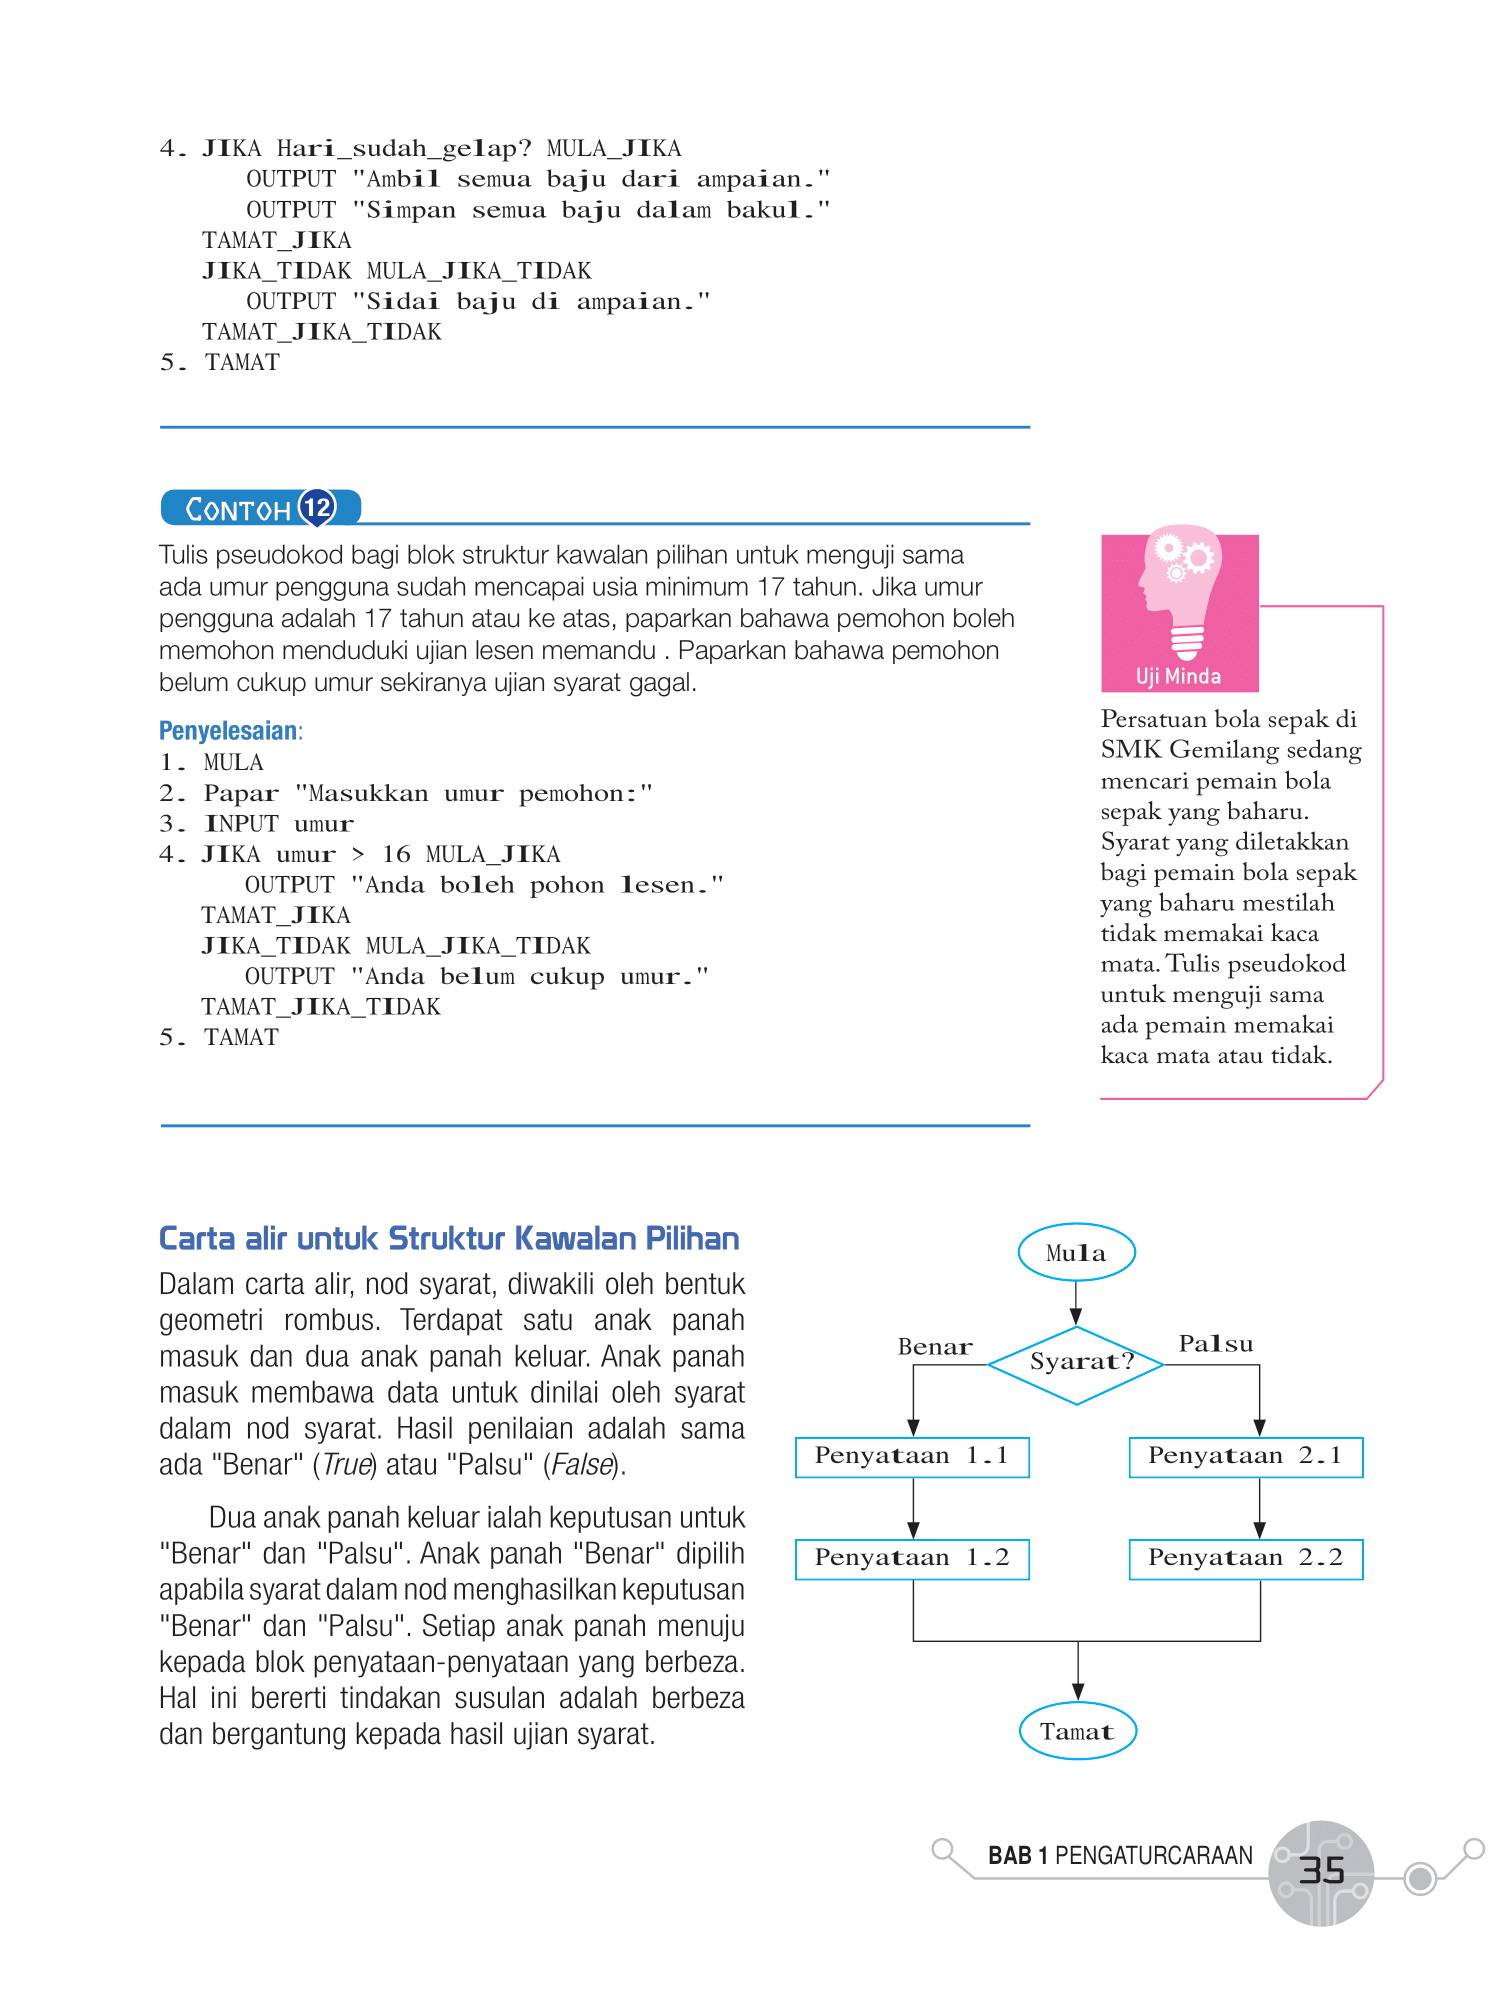 4. JIKA Hari_sudah_gelap? MULA_JIKA
OUTPUT "Ambil semua baju dari ampaian."
OUTPUT "Simpan semua baju dalam bakul."
TAMAT_JIKA
JIKA_TIDAK MULA_JIKA_TIDAK
OUTPUT "Sidai baju di ampaian."
TAMAT_JIKA_TIDAK
5. TAMAT
CONTOH 12
Tulis pseudokod bagi blok struktur kawalan pilihan untuk menguji sama
ada umur pengguna sudah mencapai usia minimum 17 tahun. Jika umur
pengguna adalah 17 tahun atau ke atas, paparkan bahawa pemohon boleh
memohon menduduki ujian lesen memandu . Paparkan bahawa pemohon
belum cukup umur sekiranya ujian syarat gagal.
Penyelesaian:
1. MULA
2. Papar "Masukkan umur pemohon:"
3. INPUT umur
4. JIKA umur > 16 MULA_JIKA
OUTPUT "Anda boleh pohon lesen."
TAMAT_JIKA
JIKA_TIDAK MULA_JIKA_TIDAK
OUTPUT "Anda belum cukup umur."
TAMAT_JIKA_TIDAK
5. TAMAT
Uji Minda
Persatuan bola sepak di
SMK Gemilang sedang
mencari pemain bola
sepak yang baharu.
Syarat yang diletakkan
bagi pemain bola sepak
yang baharu mestilah
tidak memakai kaca
mata. Tulis pseudokod
untuk menguji sama
ada pemain memakai
kaca mata atau tidak.
Carta alir untuk Struktur Kawalan Pilihan
Dalam carta alir, nod syarat, diwakili oleh bentuk
geometri rombus. Terdapat satu anak panah
masuk dan dua anak panah keluar. Anak panah
masuk membawa data untuk dinilai oleh syarat
dalam nod syarat. Hasil penilaian adalah sama
ada "Benar" (True) atau "Palsu" (False).
Dua anak panah keluar ialah keputusan untuk
"Benar" dan "Palsu". Anak panah "Benar" dipilih
apabila syarat dalam nod menghasilkan keputusan
"Benar" dan "Palsu". Setiap anak panah menuju
kepada blok penyataan-penyataan yang berbeza.
Hal ini bererti tindakan susulan adalah berbeza
dan bergantung kepada hasil ujian syarat.
Mula
Benar
Syarat?
Palsu
Penyataan 1.1
Penyataan 2.1
Penyataan 1.2
Penyataan 2.2
Tamat
BAB 1 PENGATURCARAAN
35